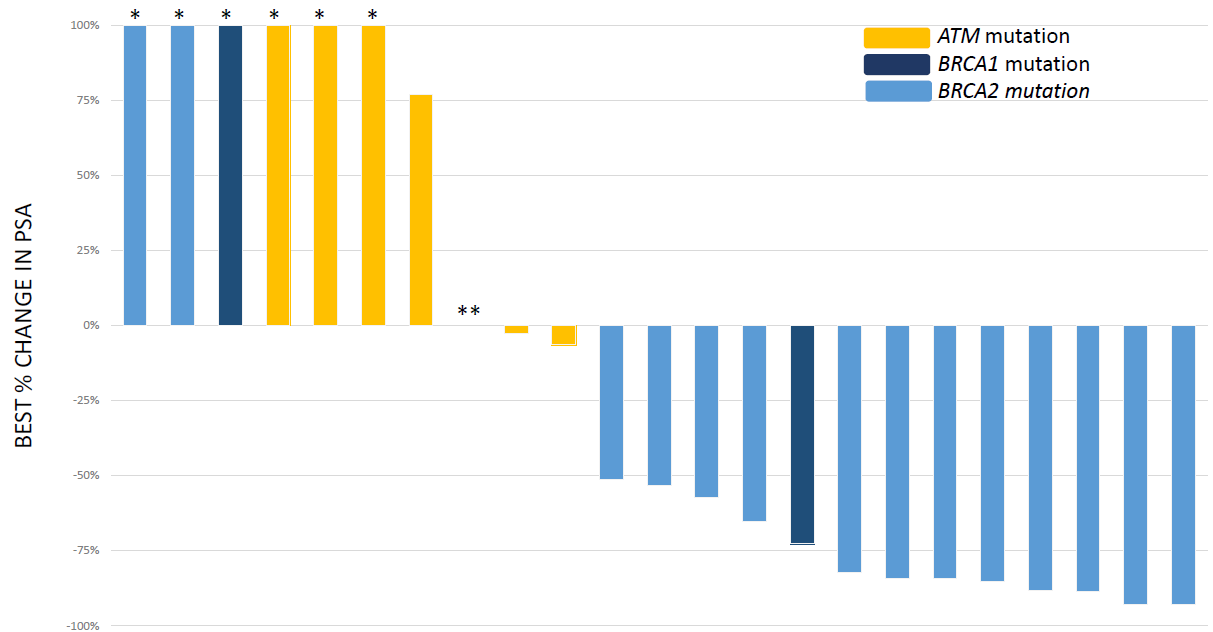 * * * * * *
100%
ATM mutation
BRCA1 mutation
75%
BRCA2 mutation
50%
25%
**
0%
-25%
-50%
-75%
-100%
BEST % CHANGE IN PSA